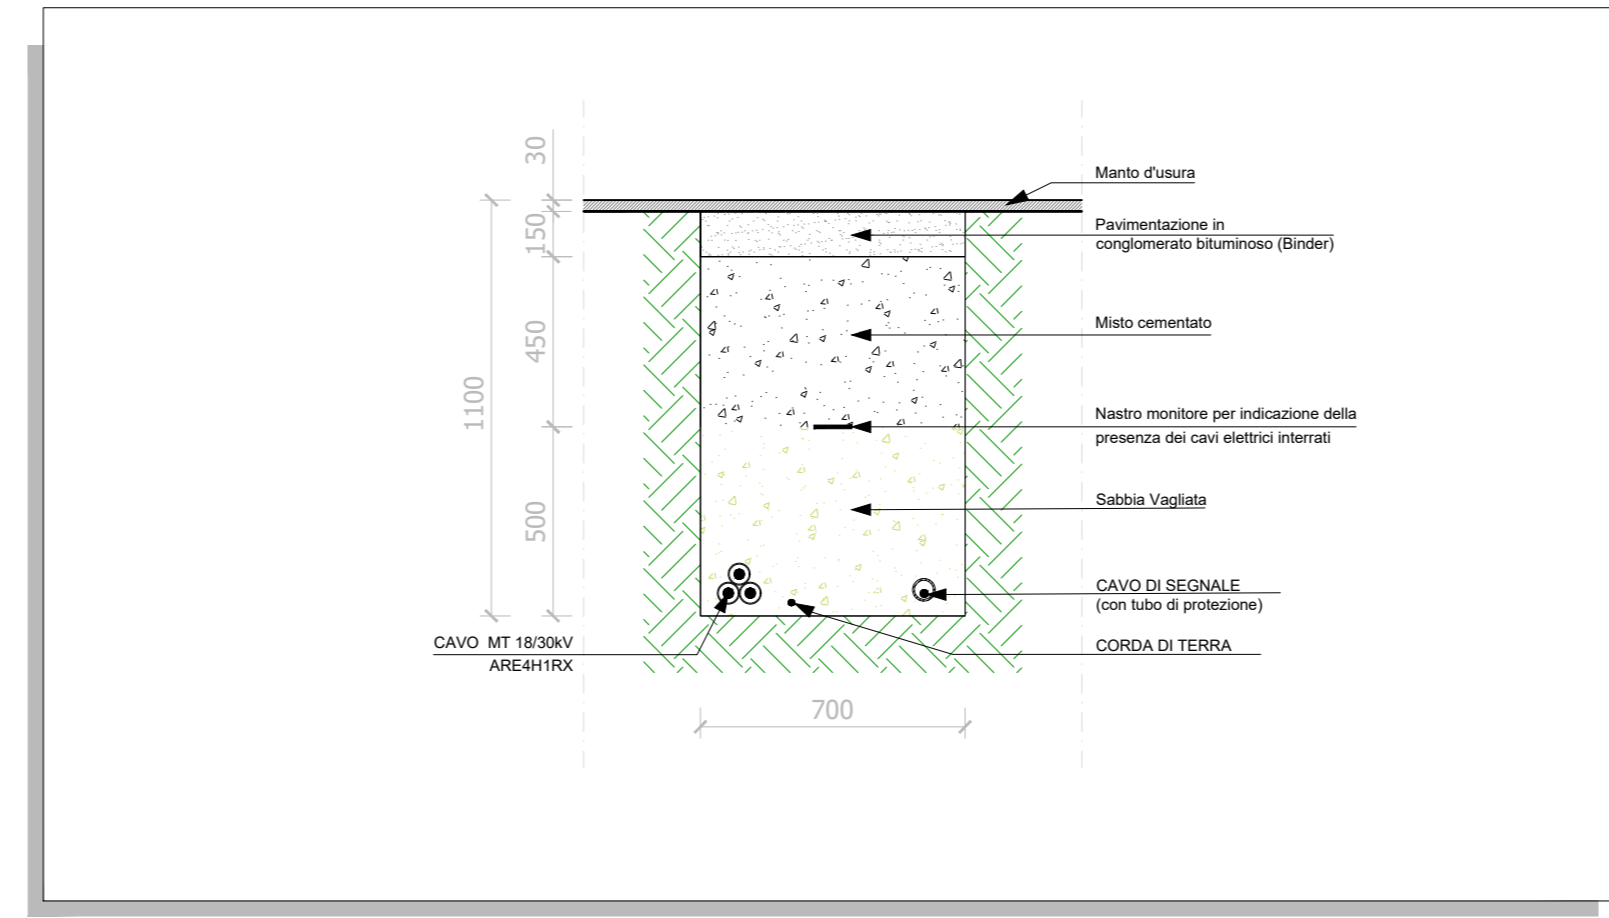 30
Manto d'usura
150
Pavimentazione in
conglomerato bituminoso (Binder)
450
Misto cementato
1100
Nastro monitore per indicazione della
presenza dei cavi elettrici interrati
500
Sabbia Vagliata
CAVO DI SEGNALE
(con tubo di protezione)
CAVO MT 18/30kV
ARE4H1RX
CORDA DI TERRA
700